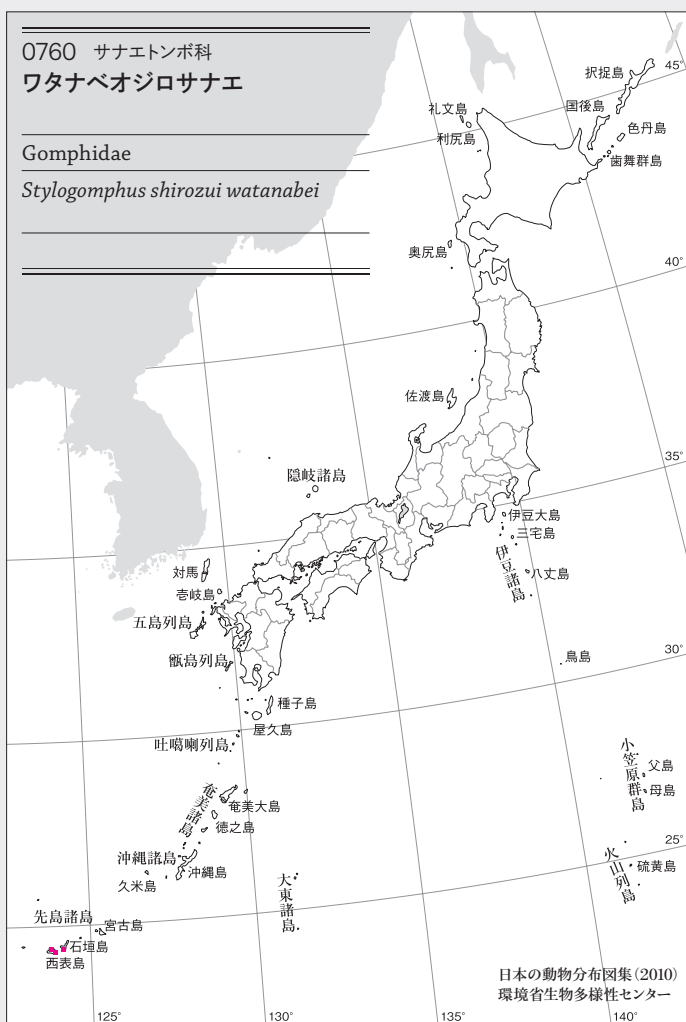 0760 サナエトンボ科
ワタナベオジロサナエ
Gomphidae
Stylogomphus shirozui watanabei
択捉島
45°
国後島
礼文島
色丹島
利尻島
歯舞群島
奥尻島
40°
佐渡島
35°
隠岐諸島
伊豆大島
三宅島
伊豆諸島
八丈島
対馬
壱岐島
五島列島
甑島列島
鳥島
30°
種子島
屋久島
吐噶喇列島
小笠原群島
父島
母島
奄美諸島
奄美大島
徳之島
25°
沖縄諸島
沖縄島
久米島
大東諸島
火山列島
硫黄島
先島諸島
宮古島
石垣島
西表島
日本の動物分布図集(2010)
環境省生物多様性センター
125°
130°
135°
140°